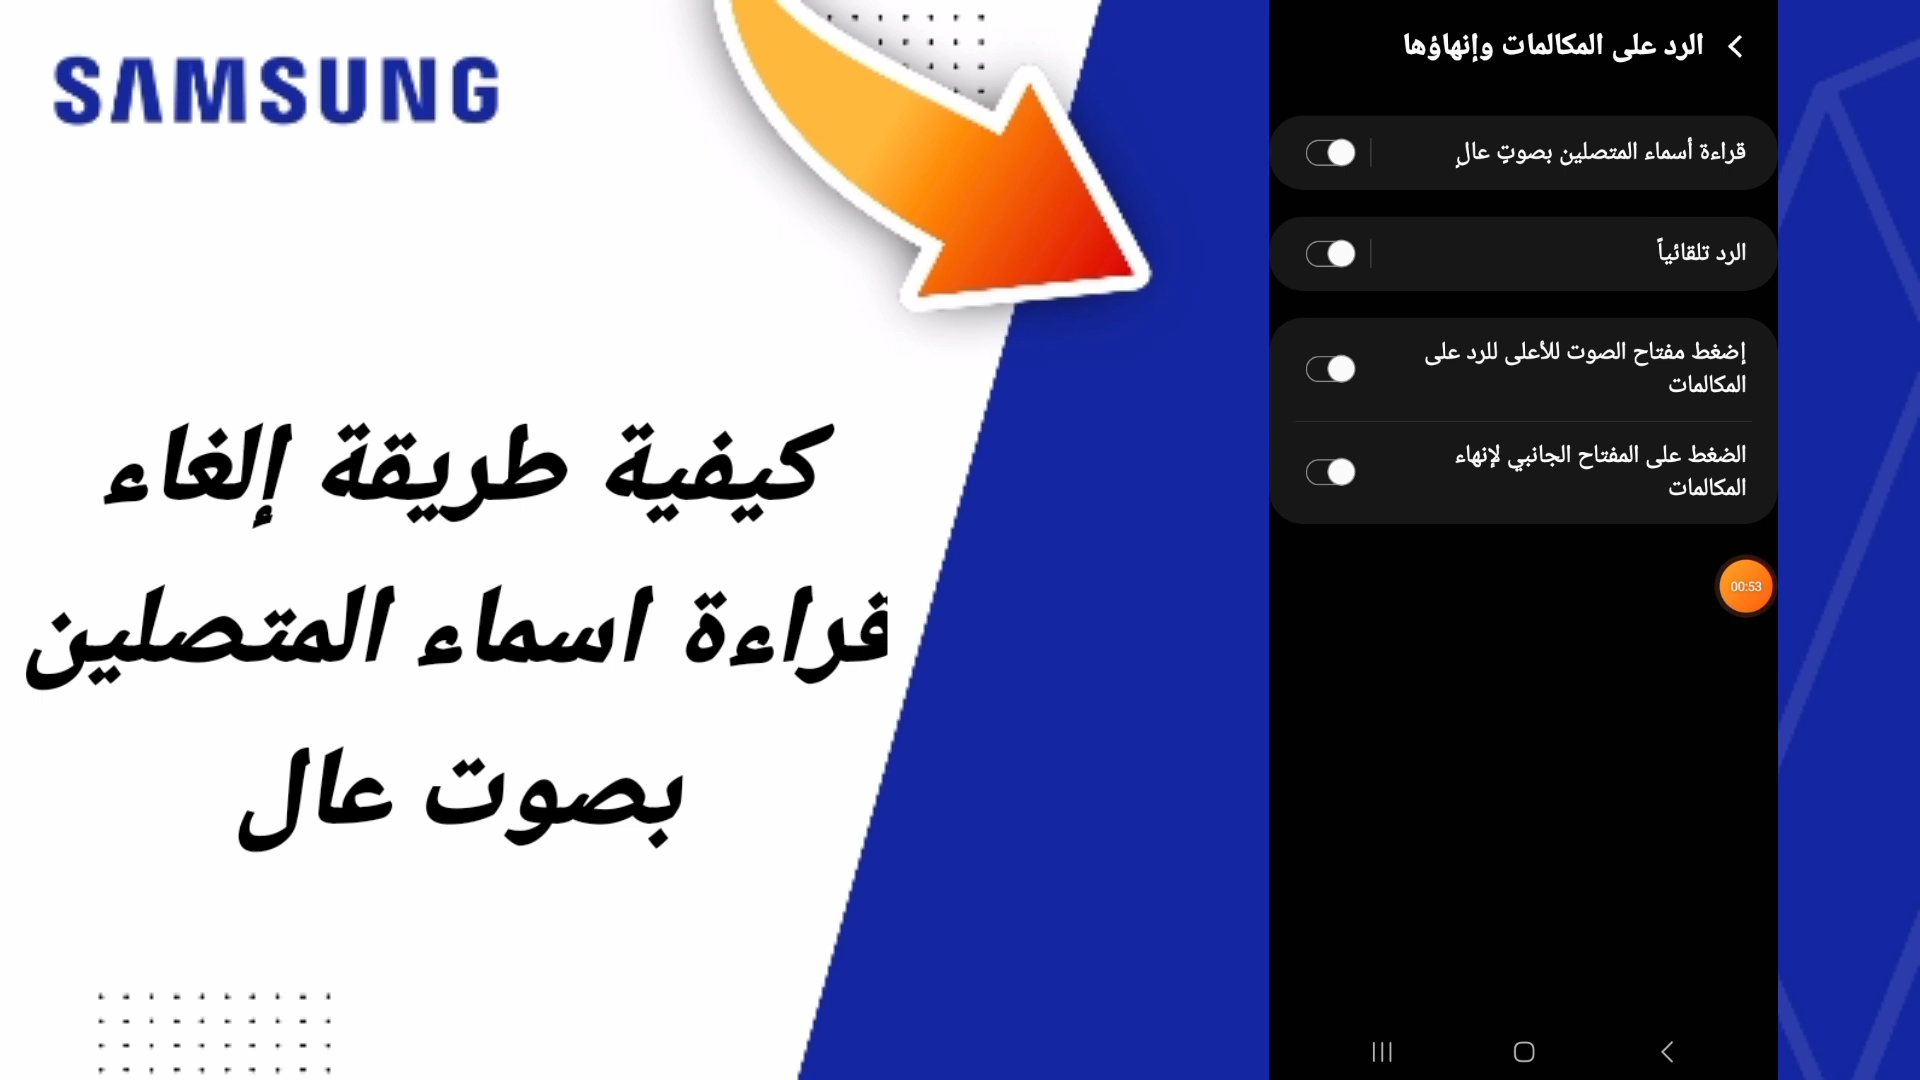 SAMSUNG
كيفية طريقة إلغاء
قراءة اسماء المتصلين
بصوت عال
الرد على المكالمات وإنهاؤها
قراءة أسماء المتصلين بصوتٍ عالٍ
الرد تلقائياً
إضغط مفتاح الصوت للأعلى للرد على
المكالمات
الضغط على المفتاح الجانبي لإنهاء
المكالمات
00:53